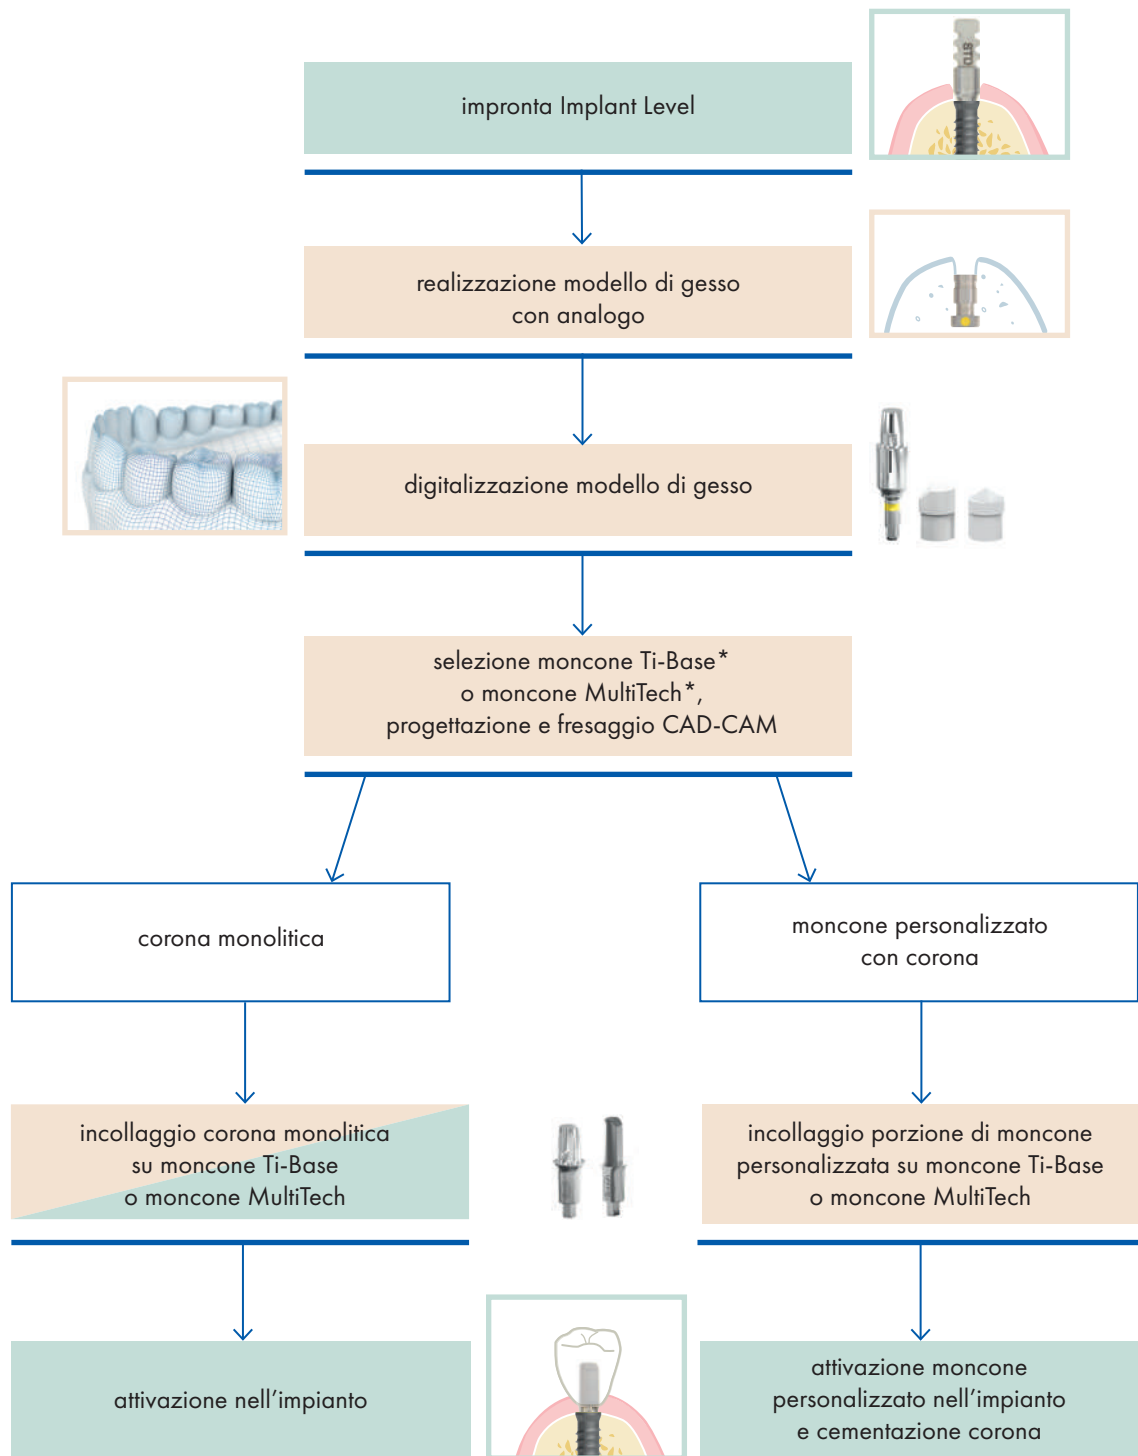 impronta Implant Level
STD
realizzazione modello di gesso
con analogo
digitalizzazione modello di gesso
selezione moncone Ti-Base*
o moncone MultiTech*,
progettazione e fresaggio CAD-CAM
corona monolitica
moncone personalizzato
con corona
incollaggio corona monolitica
su moncone Ti-Base
o moncone MultiTech
incollaggio porzione di moncone
personalizzata su moncone Ti-Base
o moncone MultiTech
attivazione nell’impianto
attivazione moncone
personalizzato nell’impianto
e cementazione corona